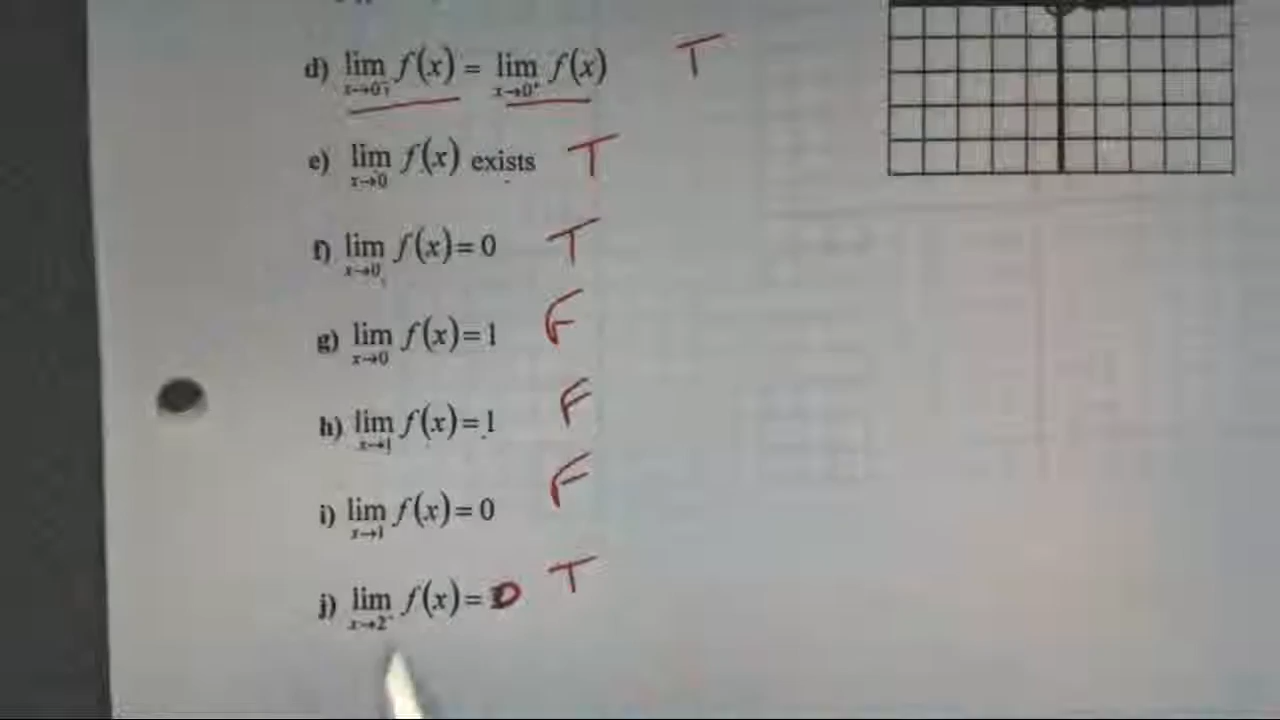 d) lim x→0⁻ f(x) = lim x→0⁺ f(x) T
e) lim x→0 f(x) exists T
f) lim x→0 f(x) = 0 T
g) lim x→0 f(x) = 1 F
h) lim x→1 f(x) = 1 F
i) lim x→1 f(x) = 0 F
j) lim x→2⁻ f(x) = 0 T